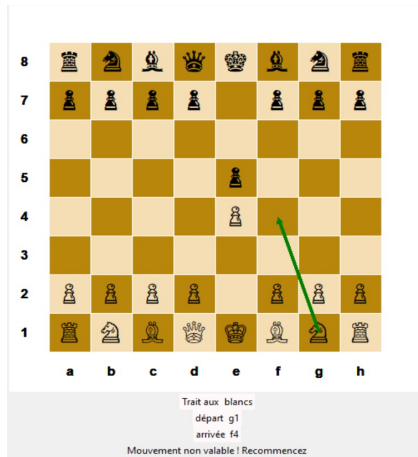 8
7
6
5
4
3
2
1
a b c d e f g h
Trait aux blancs
départ g1
arrivée f4
Mouvement non valable ! Recommencez